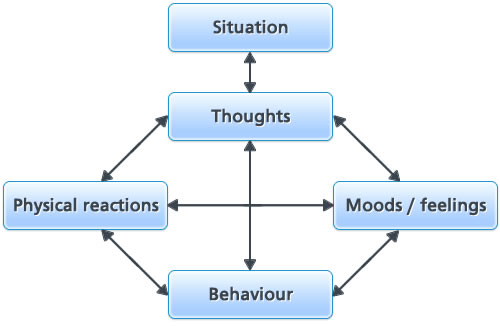 Situation
Thoughts
Physical reactions
Moods / feelings
Behaviour